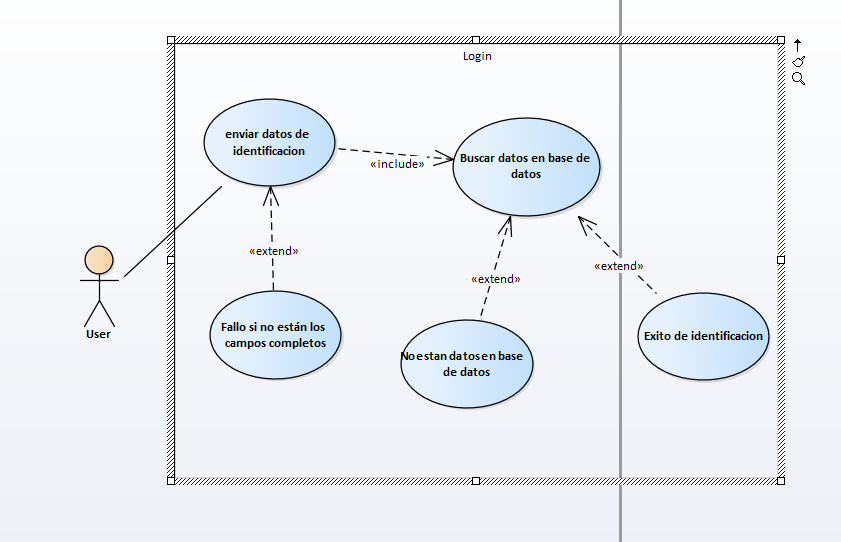 Login
enviar datos de
identificacion
«include»
Buscar datos en base de
datos
«extend»
«extend»
«extend»
User
Fallo si no están los
campos completos
No estan datos en base
de datos
Exito de identificacion